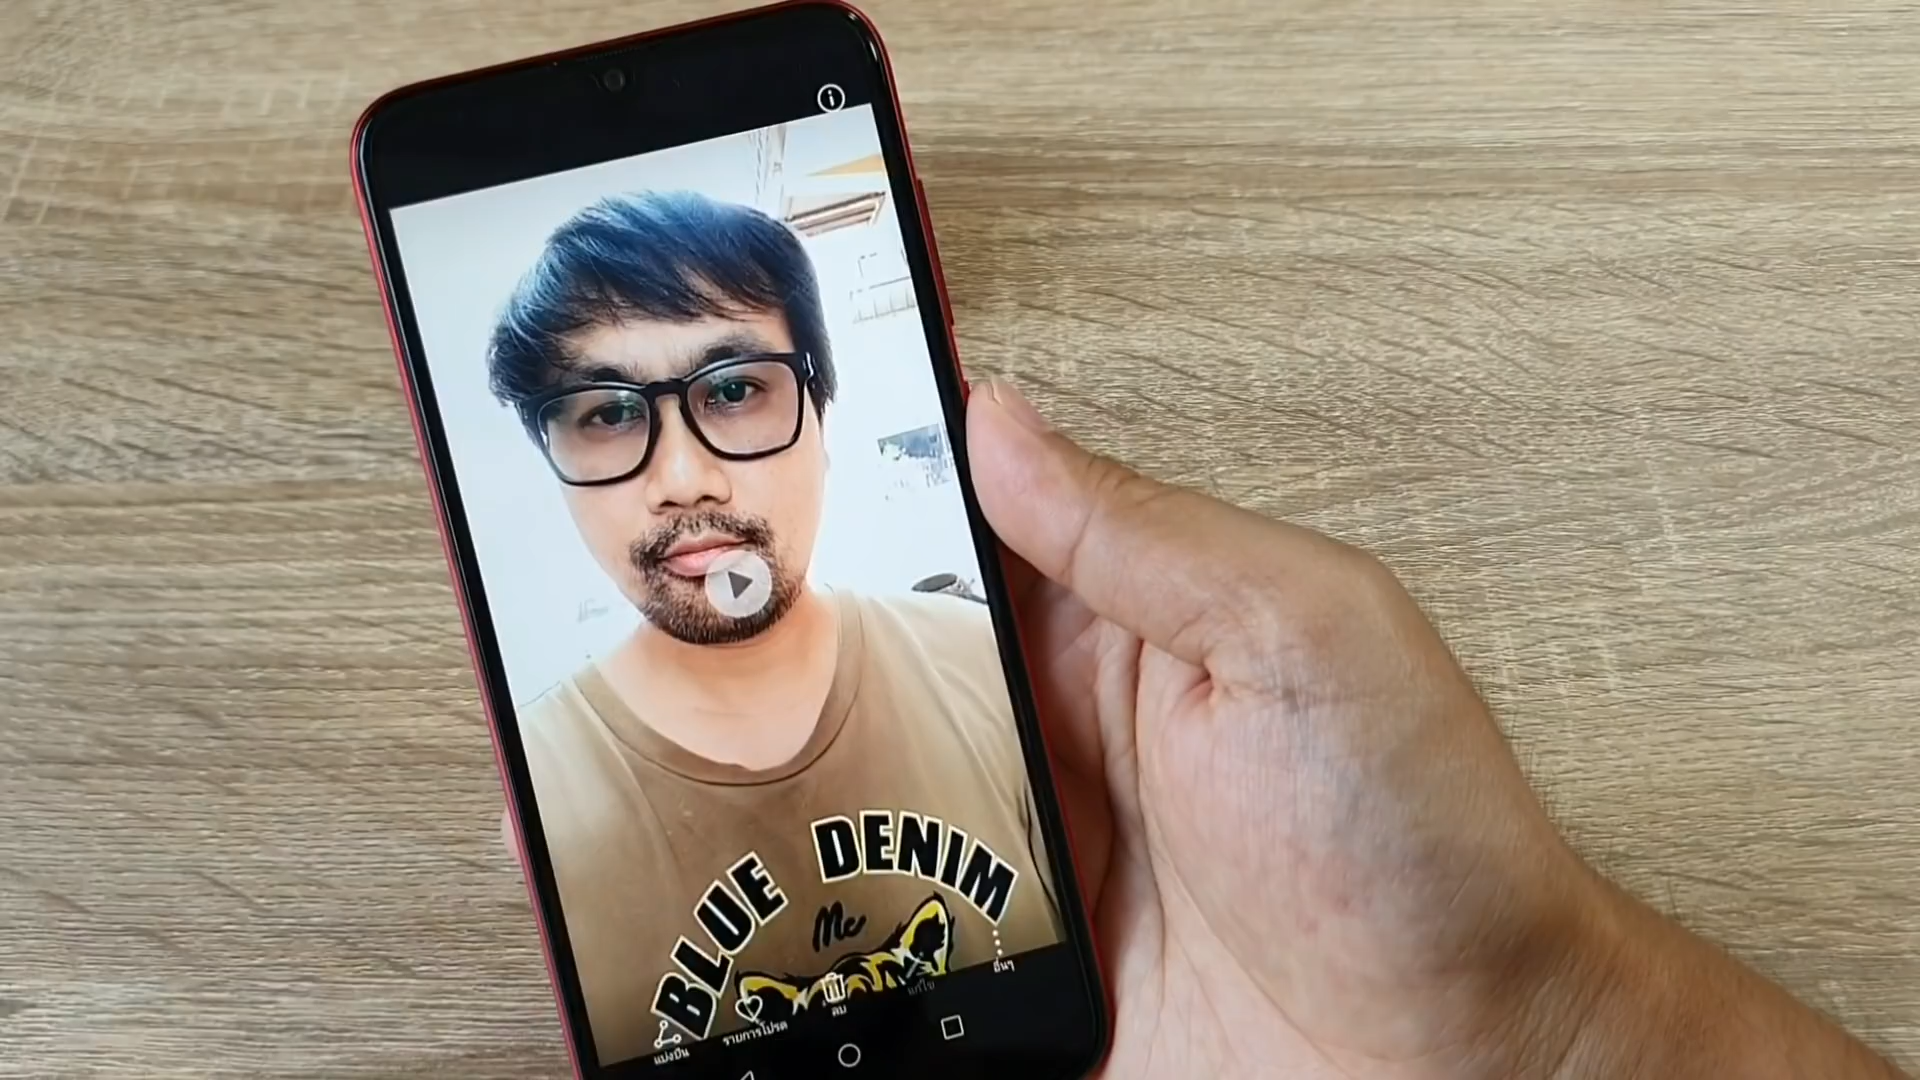 BLUE DENIM
Mc
แบ่งปัน
รายการโปรด
ลบ
แก้ไข
อื่นๆ